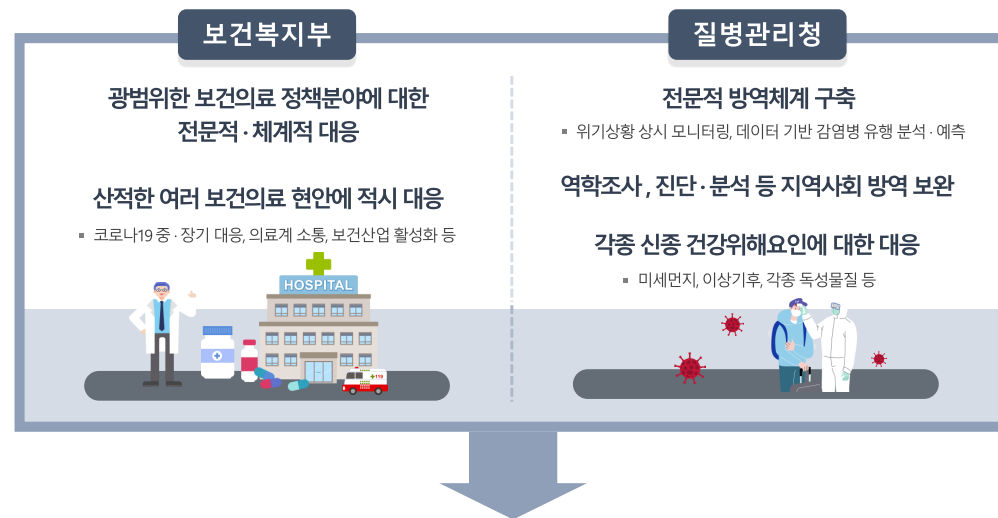 보건복지부
광범위한 보건의료 정책분야에 대한
전문적·체계적 대응
산적한 여러 보건의료 현안에 적시 대응
▪ 코로나19 중·장기 대응, 의료계 소통, 보건산업 활성화 등
HOSPITAL
119
질병관리청
전문적 방역체계 구축
▪ 위기상황 상시 모니터링, 데이터 기반 감염병 유행 분석·예측
역학조사, 진단·분석 등 지역사회 방역 보완
각종 신종 건강위해요인에 대한 대응
▪ 미세먼지, 이상기후, 각종 독성물질 등